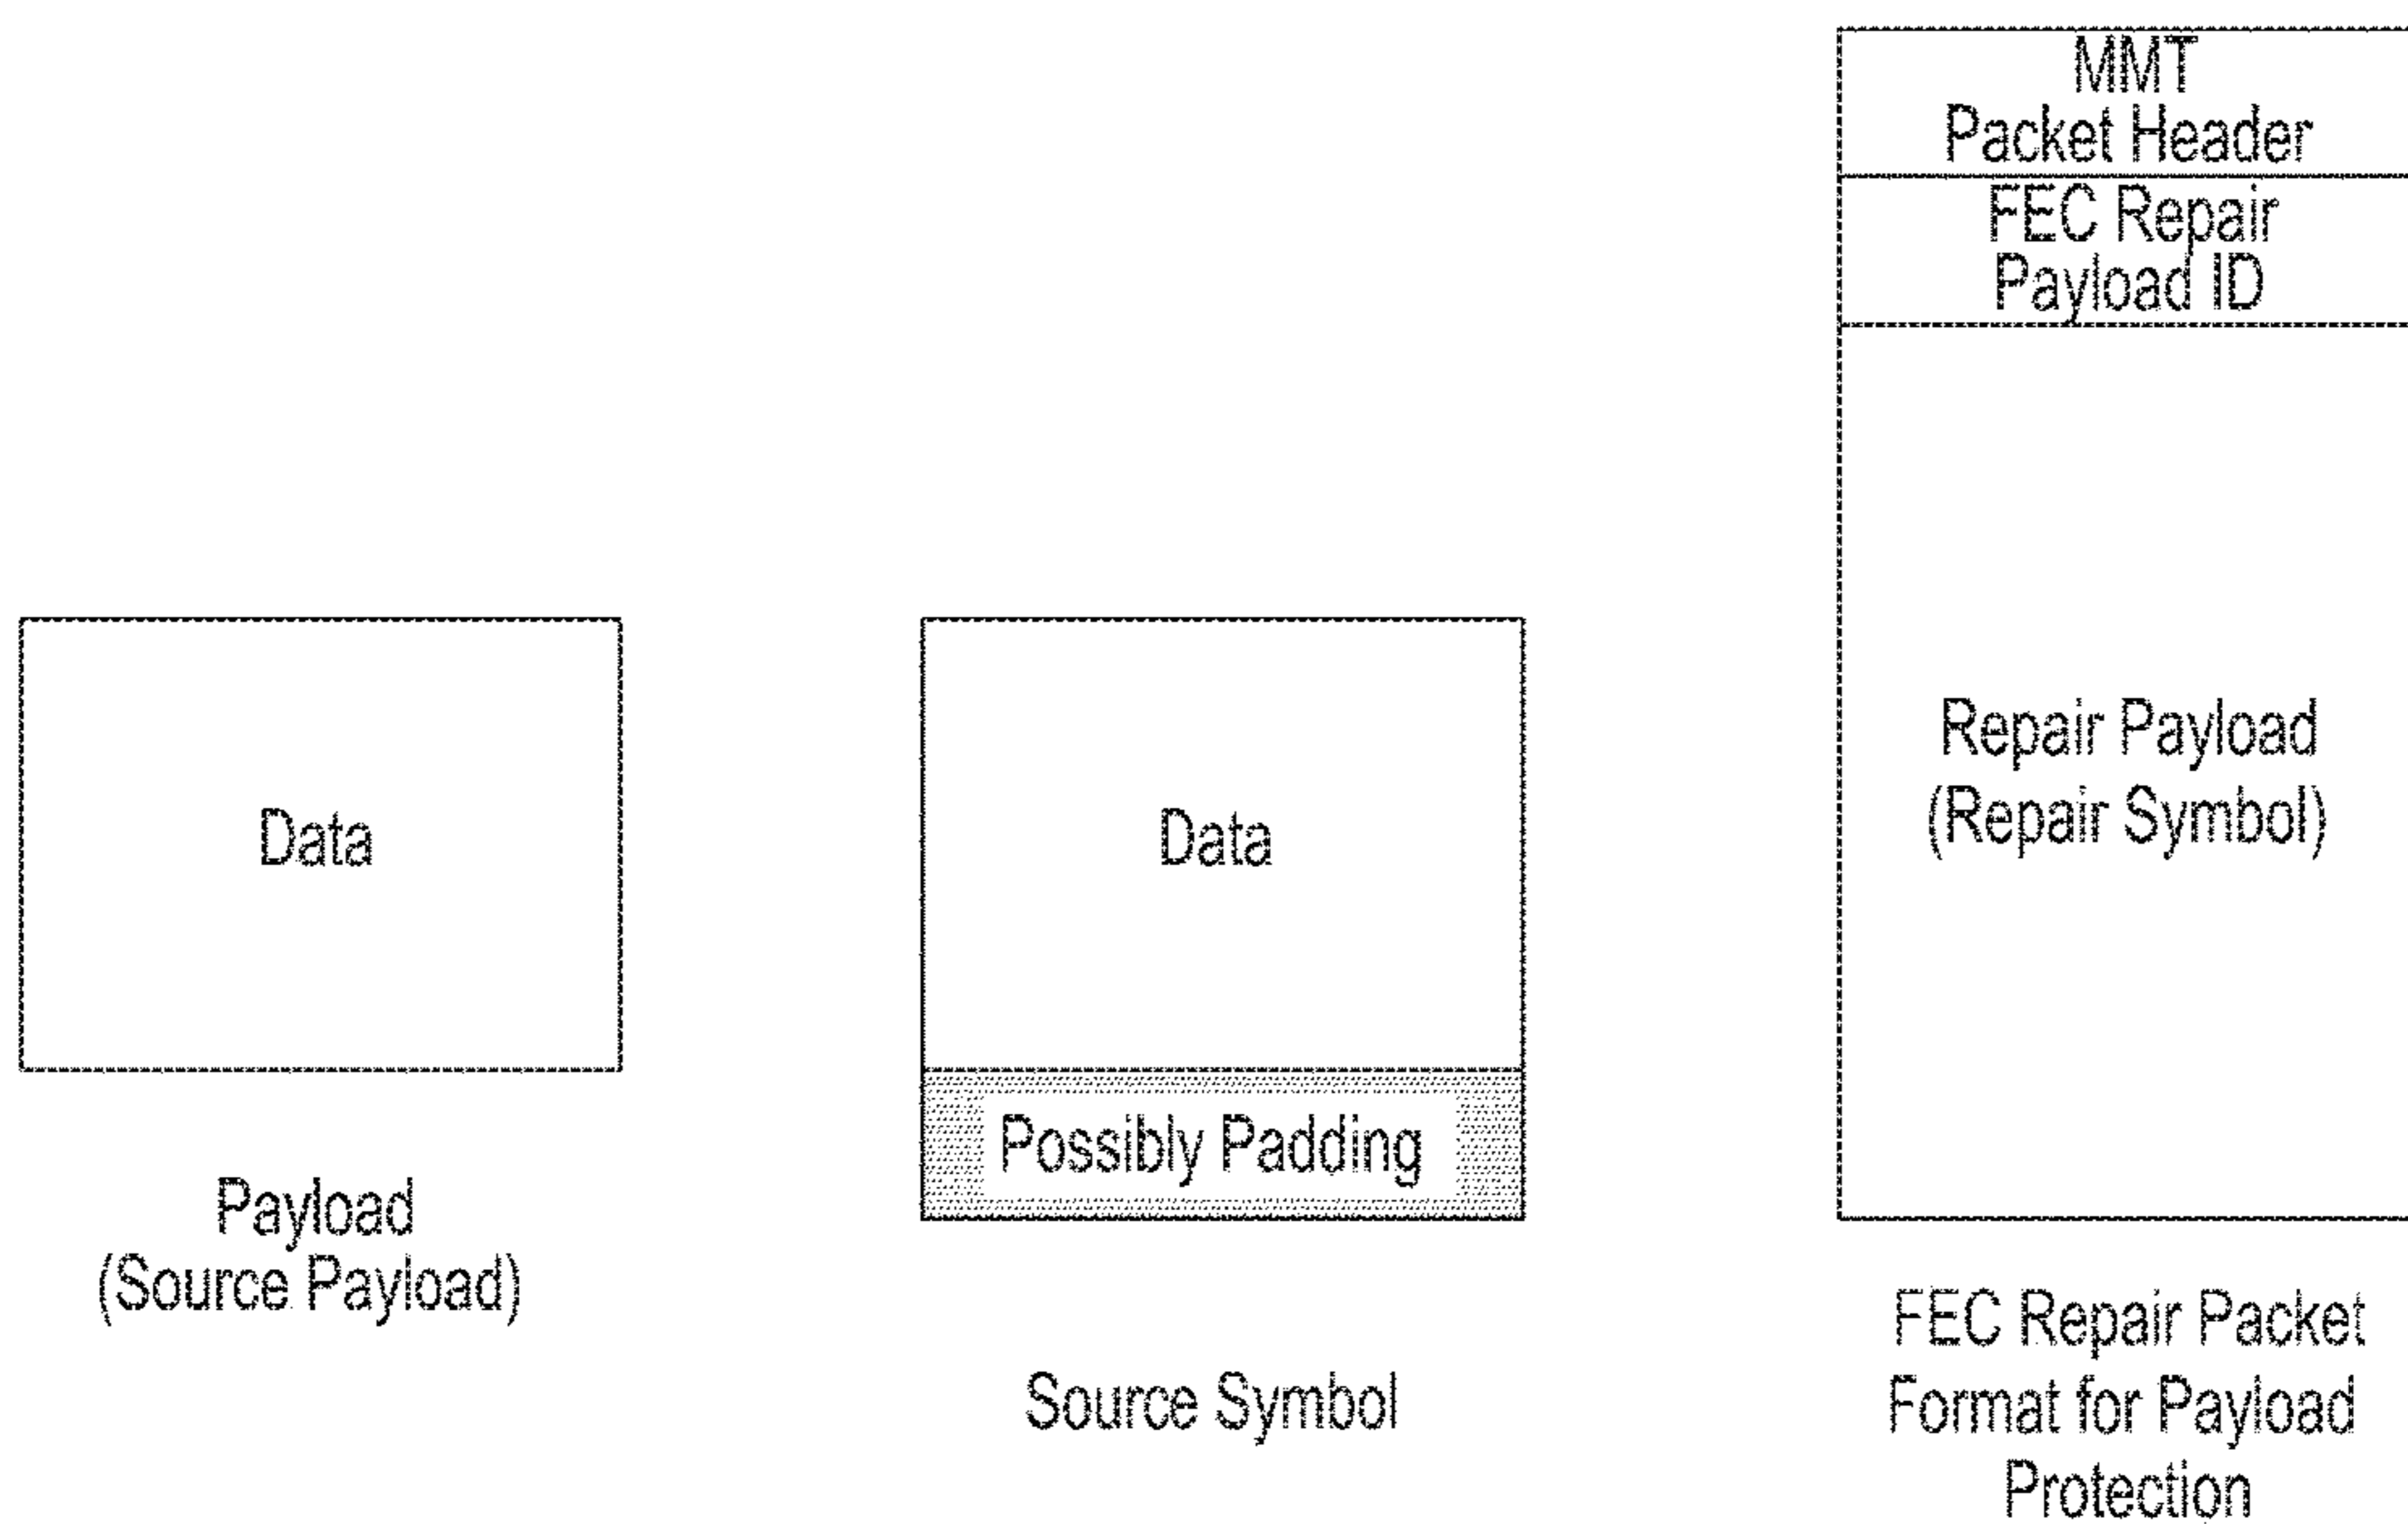 Data
Payload
(Source Payload)
Data
Possibly Padding
Source Symbol
MMT
Packet Header
FEC Repair
Payload ID
Repair Payload
(Repair Symbol)
FEC Repair Packet
Format for Payload
Protection